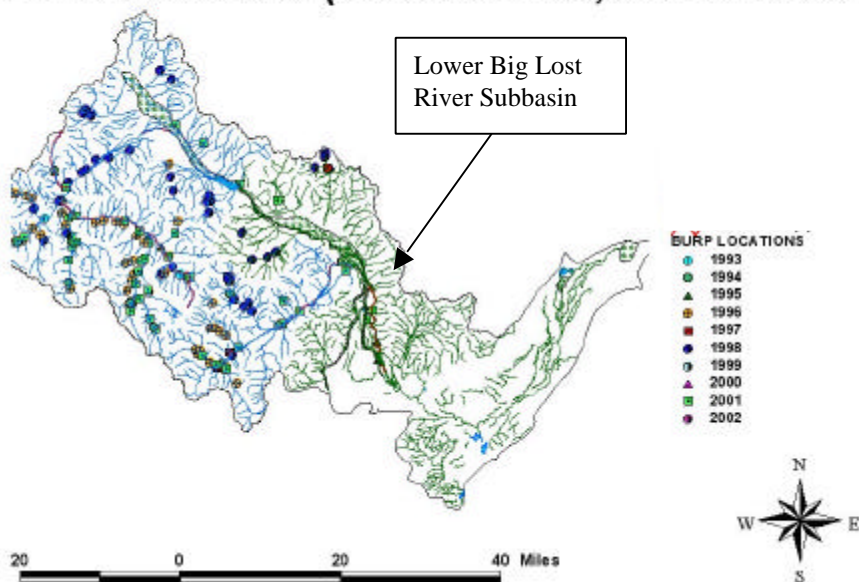 Lower Big Lost
River Subbasin
BURP LOCATIONS
1993
1994
1995
1996
1997
1998
1999
2000
2001
2002
N
W E
S
20 0 20 40 Miles